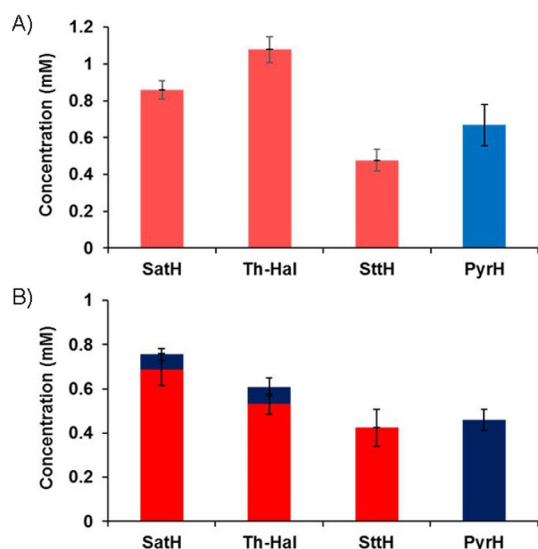 A)
Concentration (mM)
1.2
1
0.8
0.6
0.4
0.2
0
SatH Th-Hal SttH PyrH
B)
Concentration (mM)
1
0.8
0.6
0.4
0.2
0
SatH Th-Hal SttH PyrH